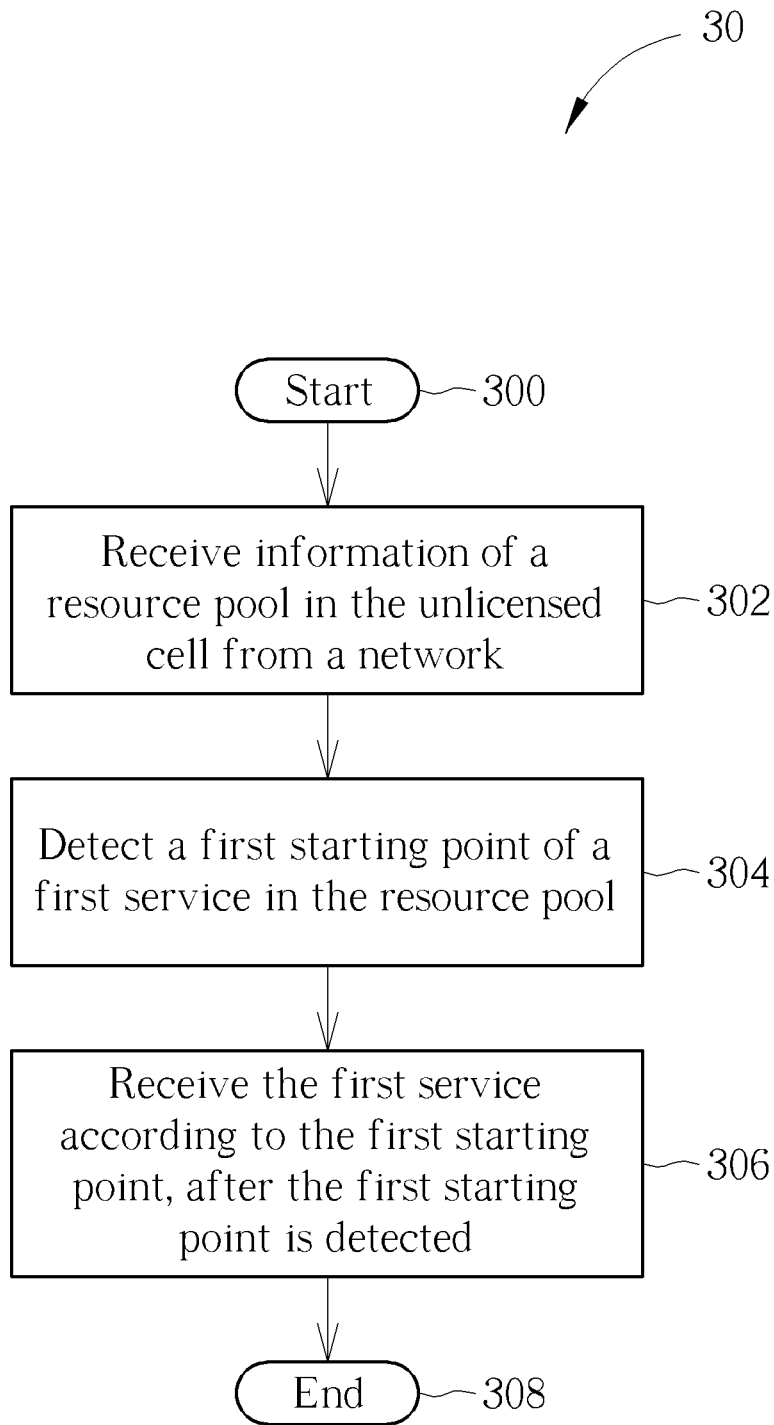 30
Start
300
Receive information of a
resource pool in the unlicensed
cell from a network
302
Detect a first starting point of a
first service in the resource pool
304
Receive the first service
according to the first starting
point, after the first starting
point is detected
306
End
308